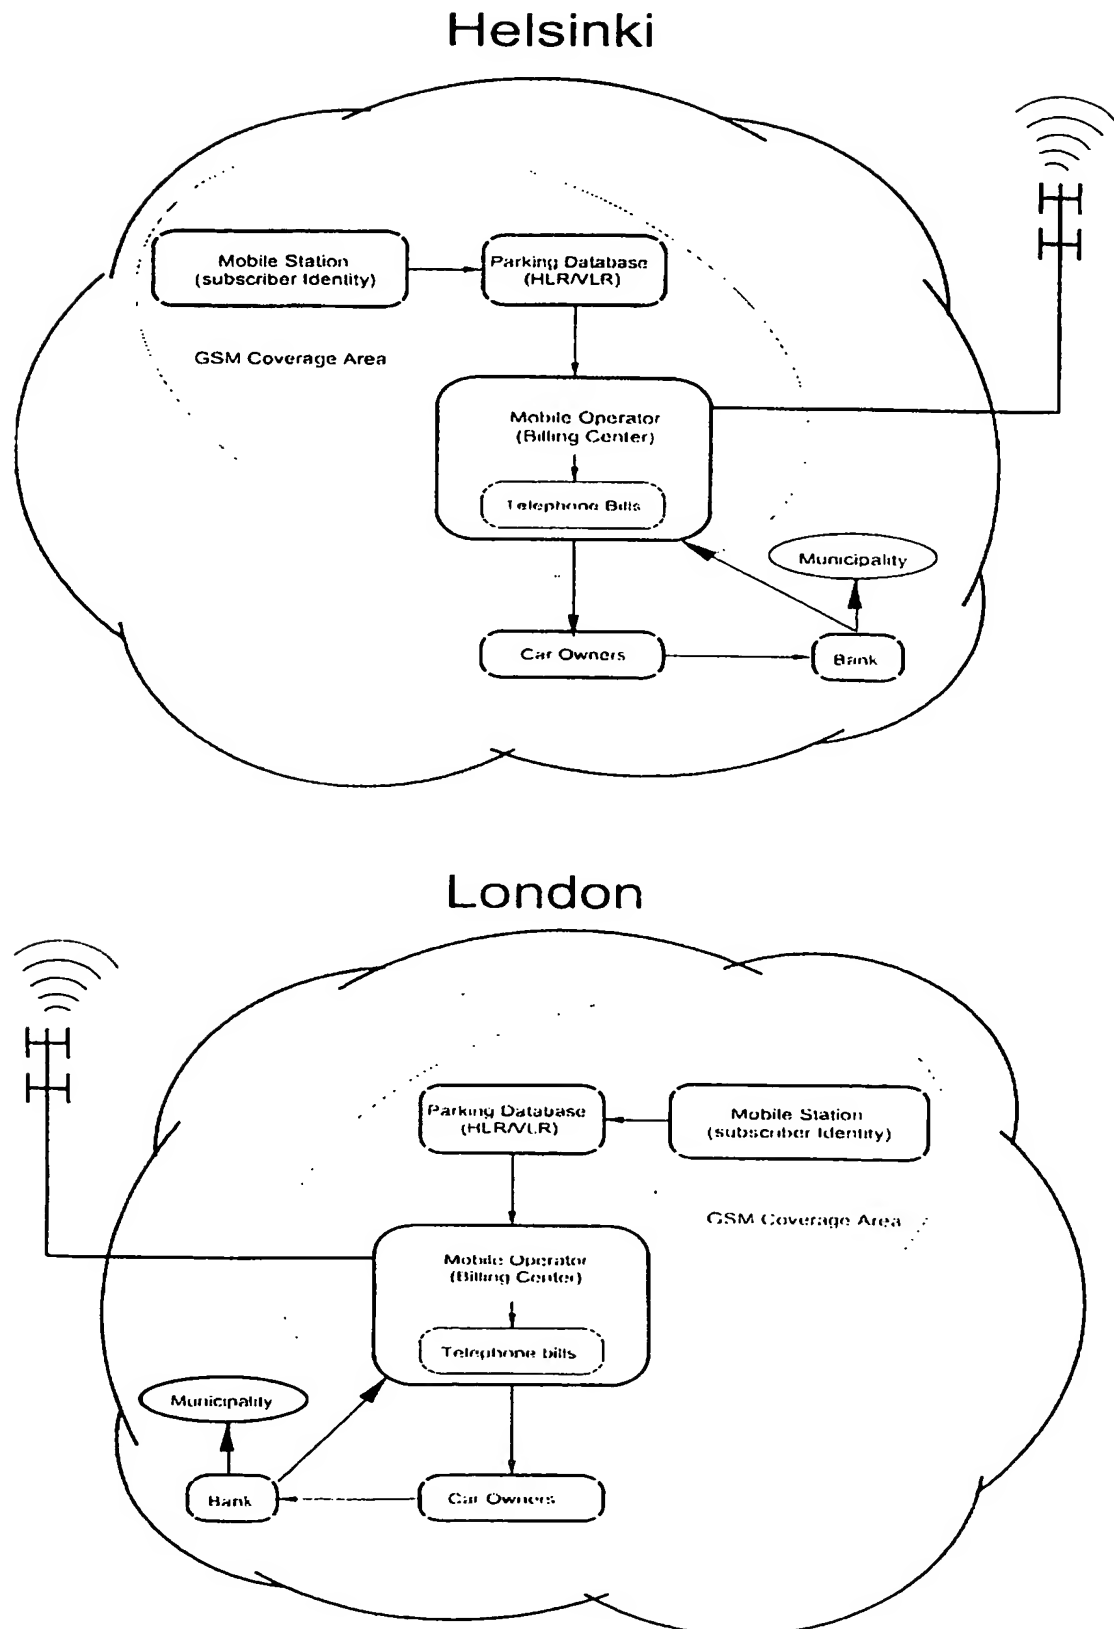 Helsinki
Mobile Station
(subscriber Identity)
Parking Database
(HLR/VLR)
GSM Coverage Area
Mobile Operator
(Billing Center)
Telephone Bills
Municipality
Car Owners
Bank
London
Parking Database
(HLR/VLR)
Mobile Station
(subscriber Identity)
GSM Coverage Area
Mobile Operator
(Billing Center)
Telephone bills
Municipality
Bank
Car Owners